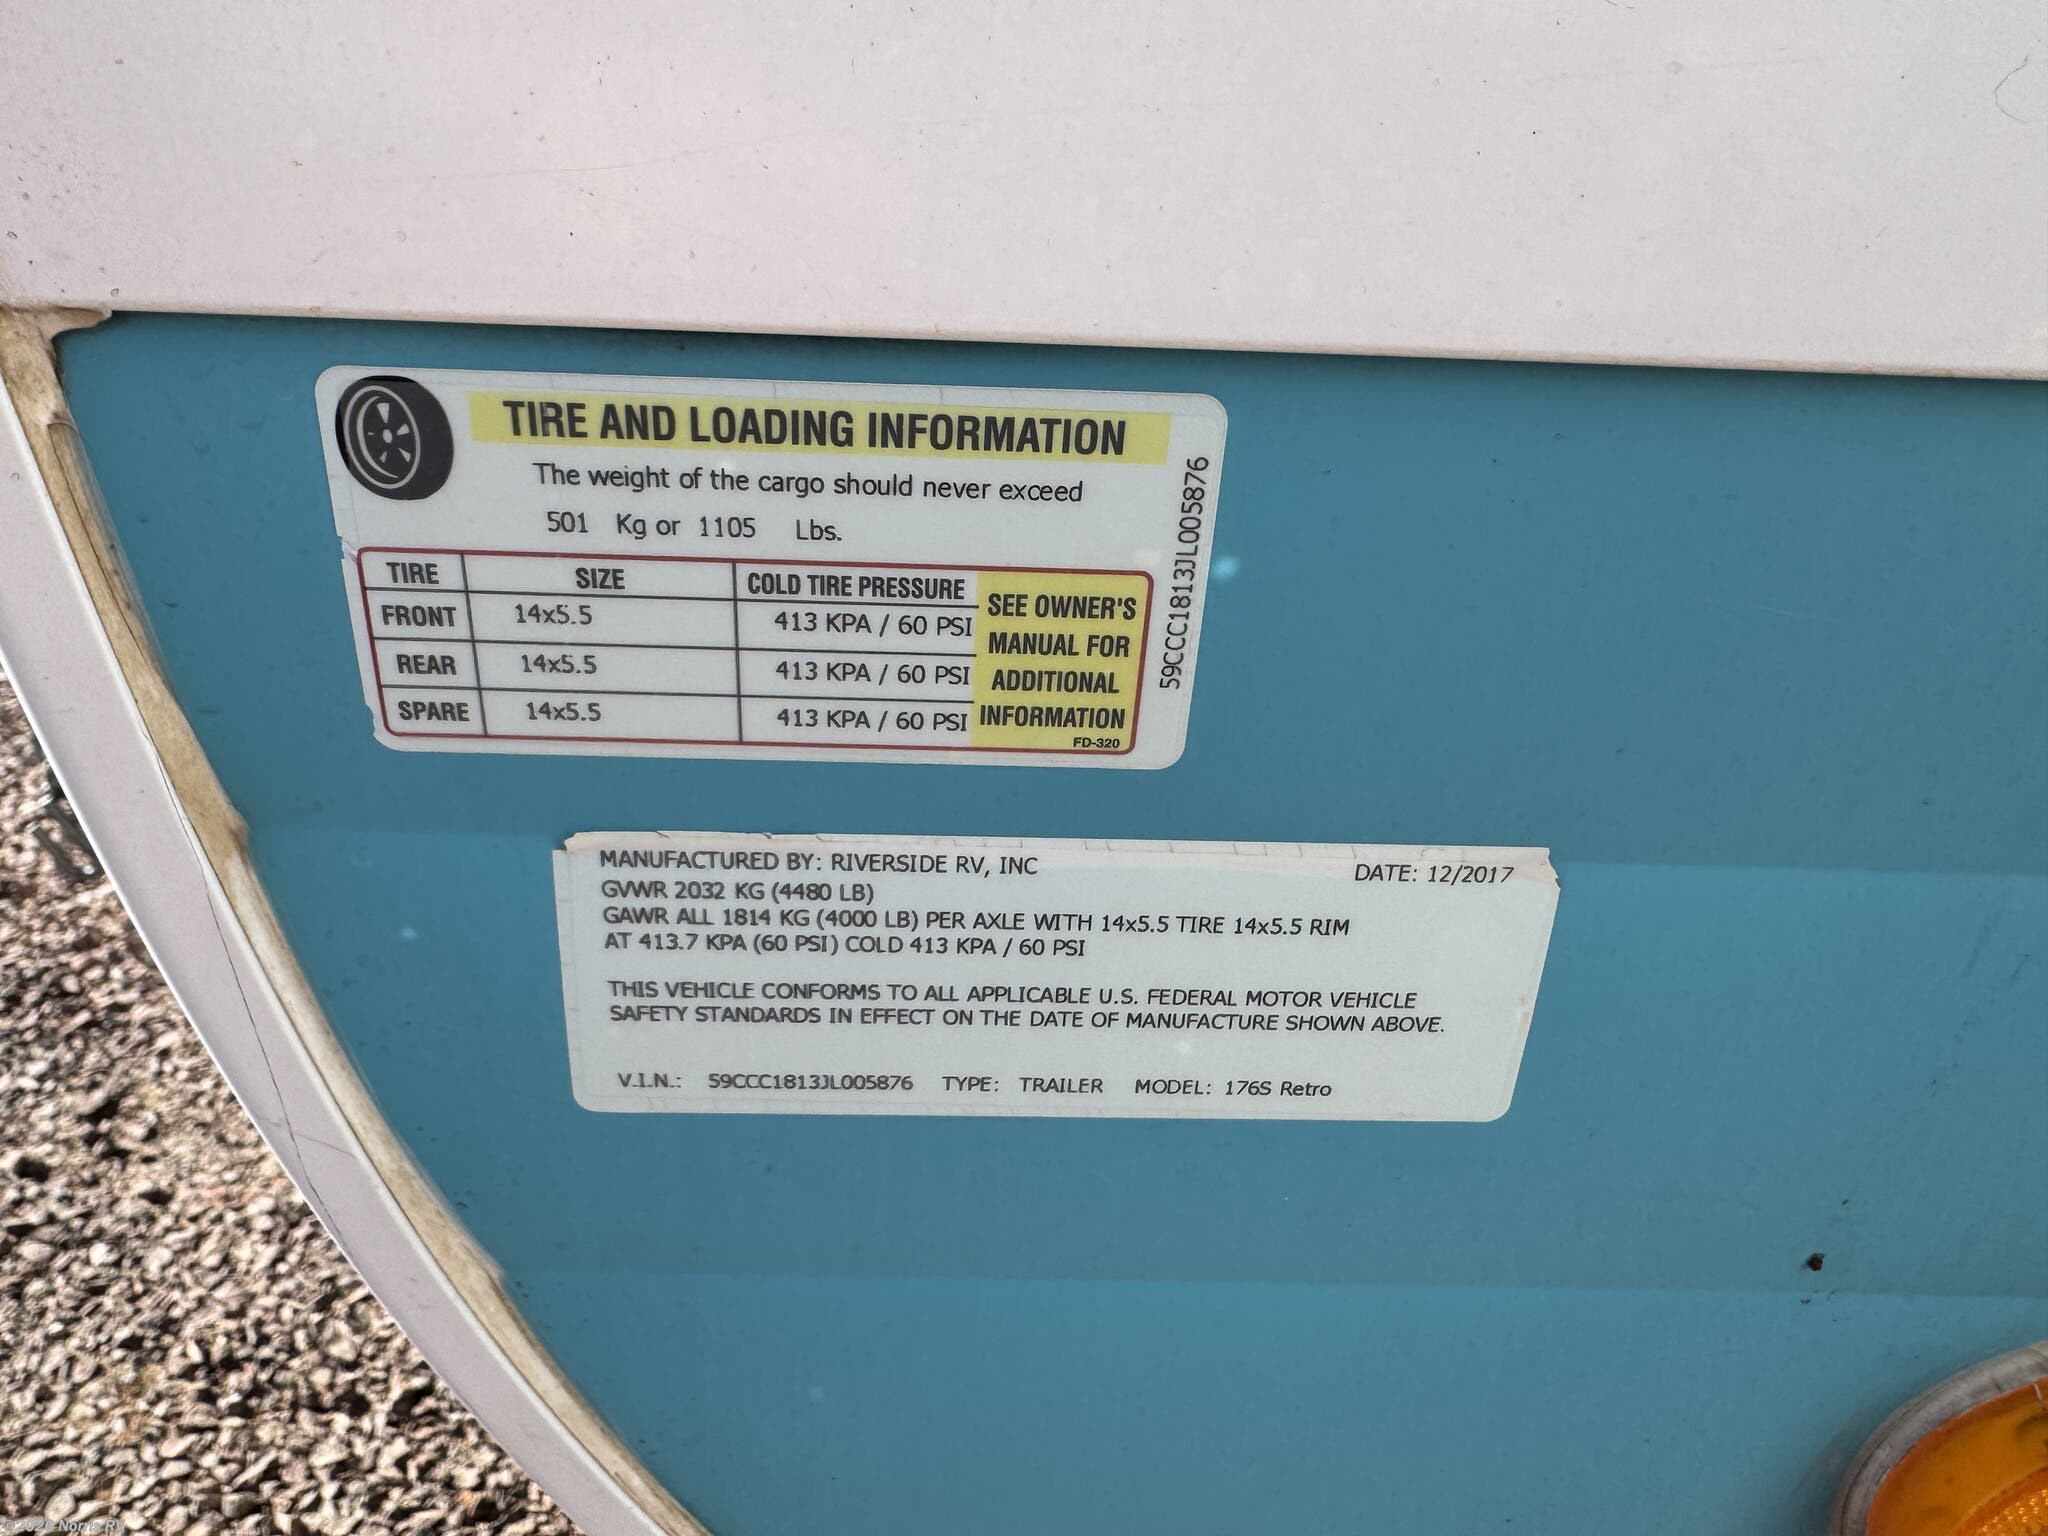 TIRE AND LOADING INFORMATION
The weight of the cargo should never exceed
501 Kg or 1105 Lbs.
TIRE SIZE COLD TIRE PRESSURE
FRONT 14x5.5 413 KPA / 60 PSI
REAR 14x5.5 413 KPA / 60 PSI
SPARE 14x5.5 413 KPA / 60 PSI
SEE OWNER'S
MANUAL FOR
ADDITIONAL
INFORMATION
FD-320
59CCC1813JL005876
MANUFACTURED BY: RIVERSIDE RV, INC DATE: 12/2017
GVWR 2032 KG (4480 LB)
GAWR ALL 1814 KG (4000 LB) PER AXLE WITH 14x5.5 TIRE 14x5.5 RIM
AT 413.7 KPA (60 PSI) COLD 413 KPA / 60 PSI
THIS VEHICLE CONFORMS TO ALL APPLICABLE U.S. FEDERAL MOTOR VEHICLE
SAFETY STANDARDS IN EFFECT ON THE DATE OF MANUFACTURE SHOWN ABOVE.
V.I.N.: 59CCC1813JL005876 TYPE: TRAILER MODEL: 176S Retro
Norris RV